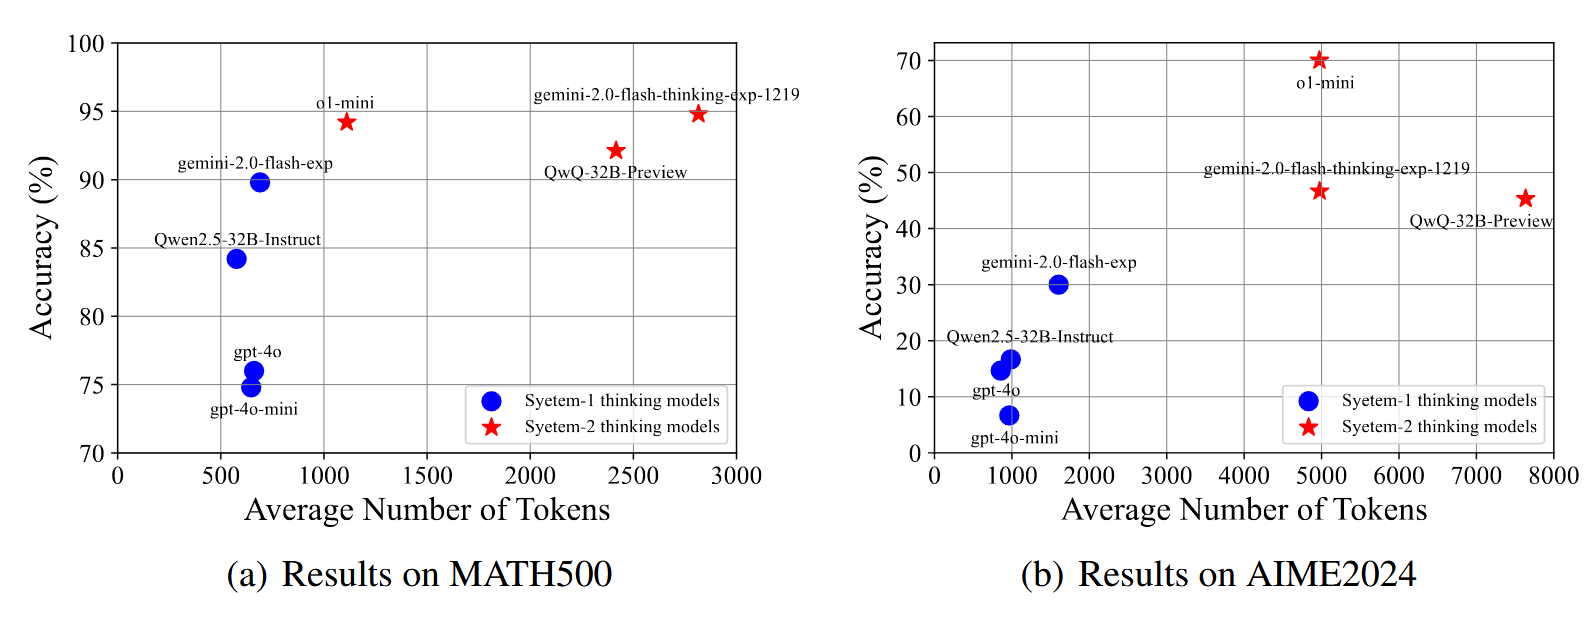 100
95
90
85
80
75
70
Accuracy (%)
o1-mini
gemini-2.0-flash-thinking-exp-1219
gemini-2.0-flash-exp
QwQ-32B-Preview
Qwen2.5-32B-Instruct
gpt-4o
gpt-4o-mini
Syetem-1 thinking models
Syetem-2 thinking models
0 500 1000 1500 2000 2500 3000
Average Number of Tokens
(a) Results on MATH500
70
60
50
40
30
20
10
0
Accuracy (%)
o1-mini
gemini-2.0-flash-thinking-exp-1219
QwQ-32B-Preview
gemini-2.0-flash-exp
Qwen2.5-32B-Instruct
gpt-4o
gpt-4o-mini
Syetem-1 thinking models
Syetem-2 thinking models
0 1000 2000 3000 4000 5000 6000 7000 8000
Average Number of Tokens
(b) Results on AIME2024